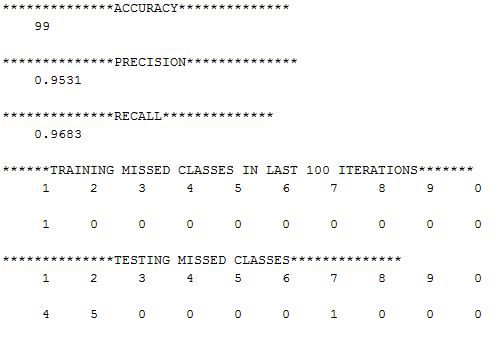 **************ACCURACY**************
99
**************PRECISION**************
0.9531
**************RECALL**************
0.9683
******TRAINING MISSED CLASSES IN LAST 100 ITERATIONS*******
1 2 3 4 5 6 7 8 9 0
1 0 0 0 0 0 0 0 0 0
**************TESTING MISSED CLASSES**************
1 2 3 4 5 6 7 8 9 0
4 5 0 0 0 0 1 0 0 0